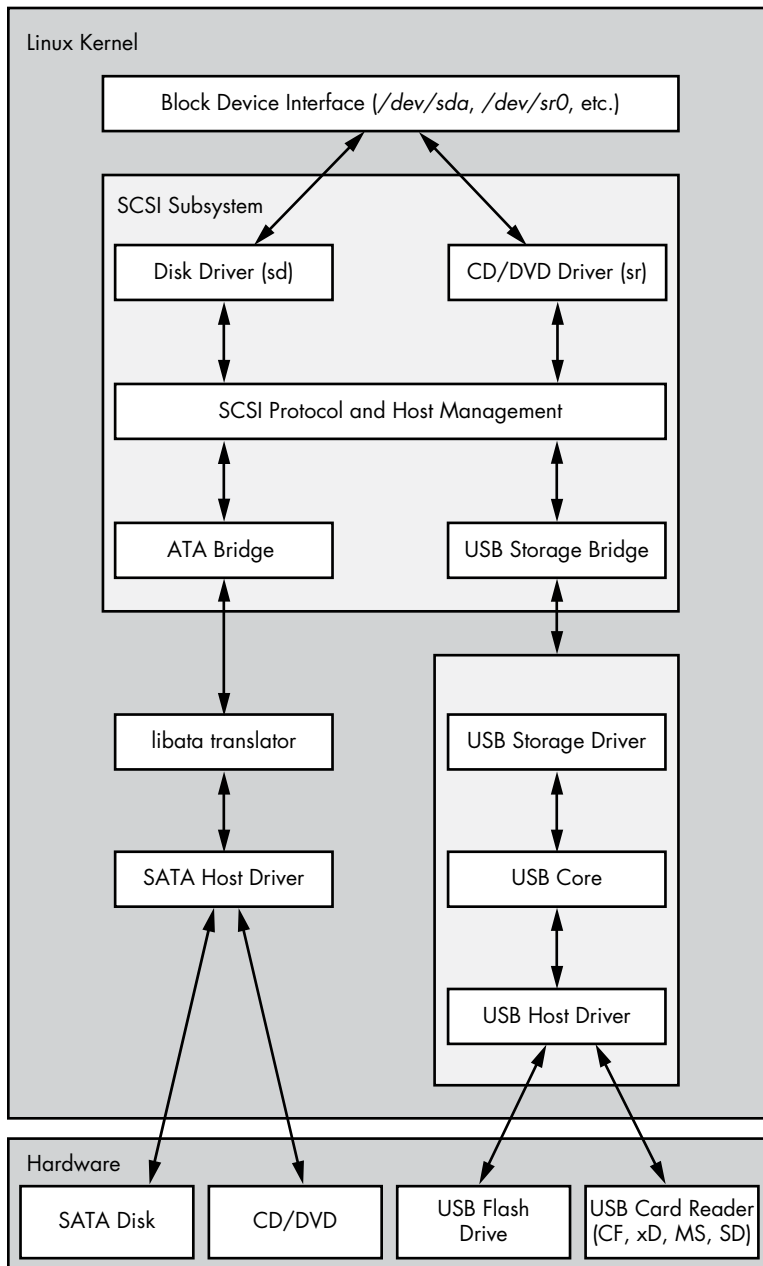 Linux Kernel
Block Device Interface (/dev/sda, /dev/sr0, etc.)
SCSI Subsystem
Disk Driver (sd)
CD/DVD Driver (sr)
SCSI Protocol and Host Management
ATA Bridge
USB Storage Bridge
libata translator
USB Storage Driver
SATA Host Driver
USB Core
USB Host Driver
Hardware
SATA Disk
CD/DVD
USB Flash
Drive
USB Card Reader
(CF, xD, MS, SD)